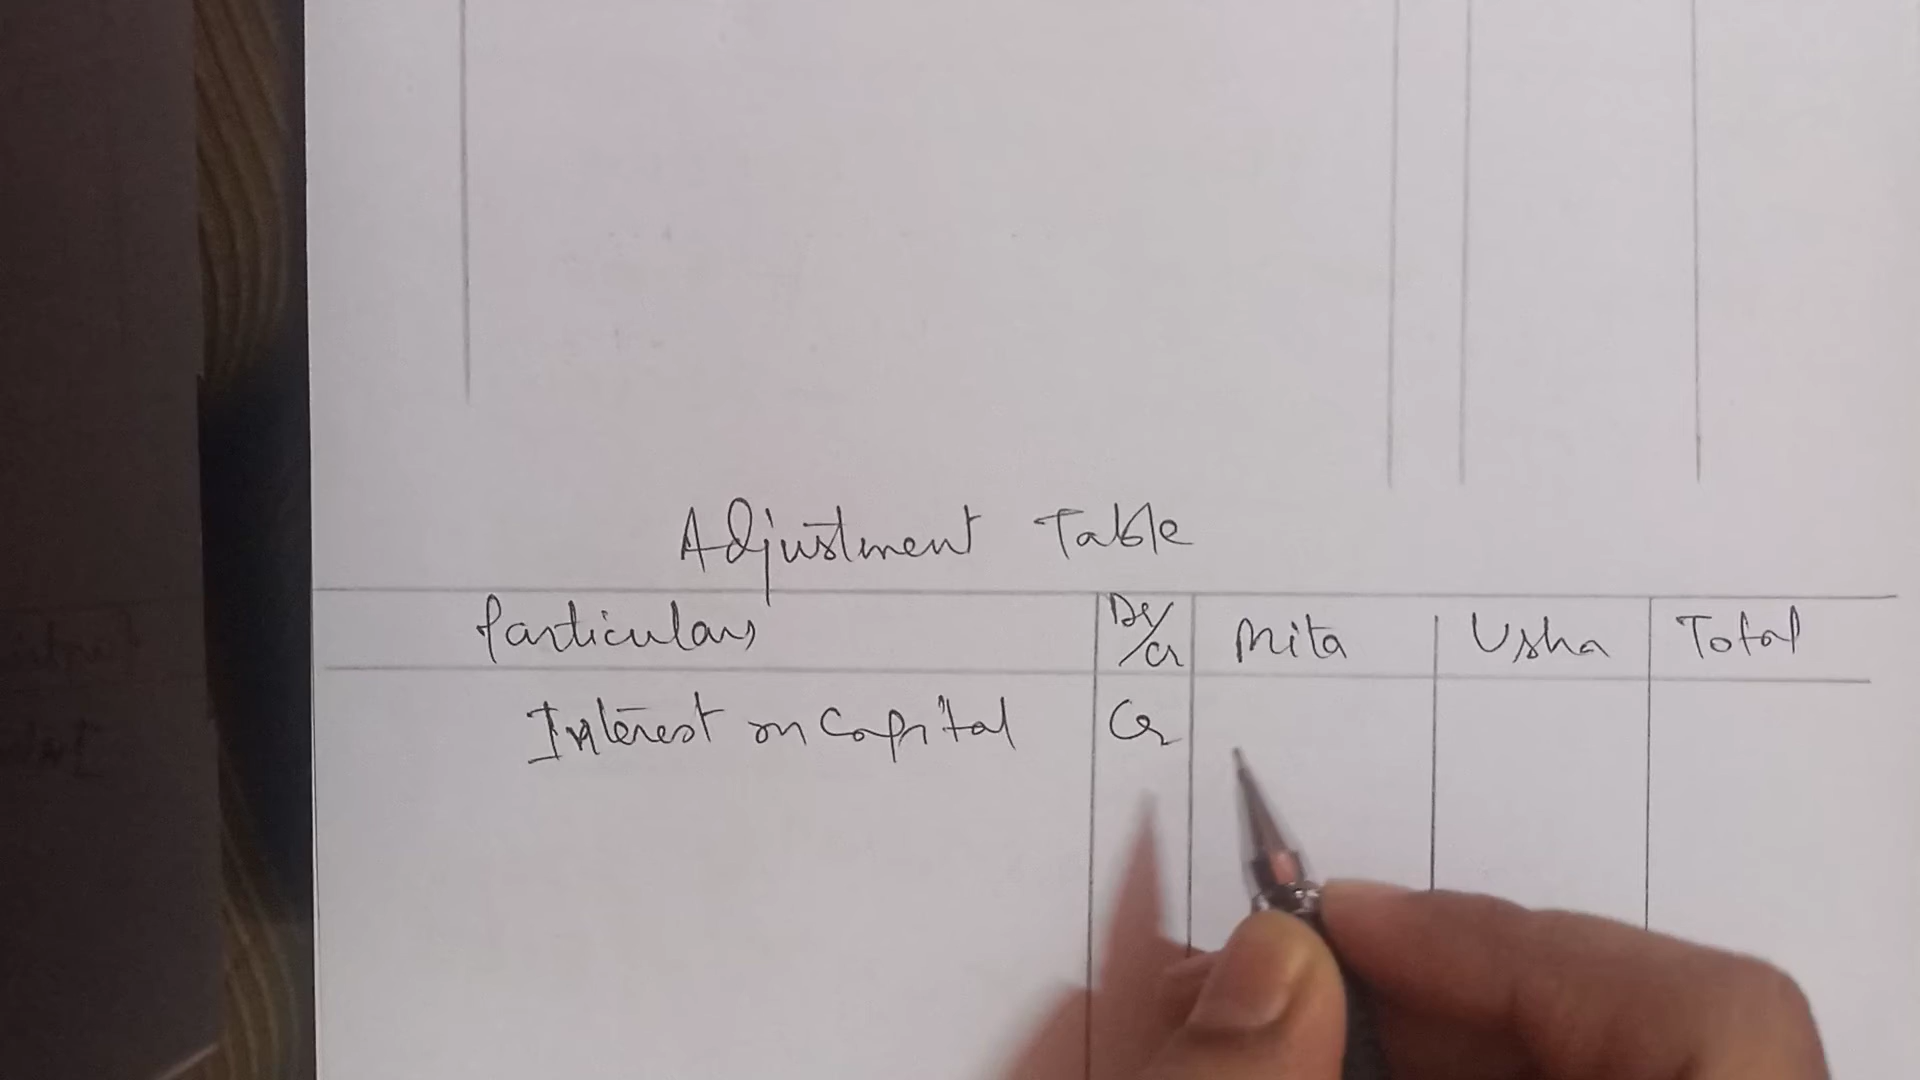 Adjustment Table
Particulars Dr/Cr Mita Usha Total
Interest on Capital Cr